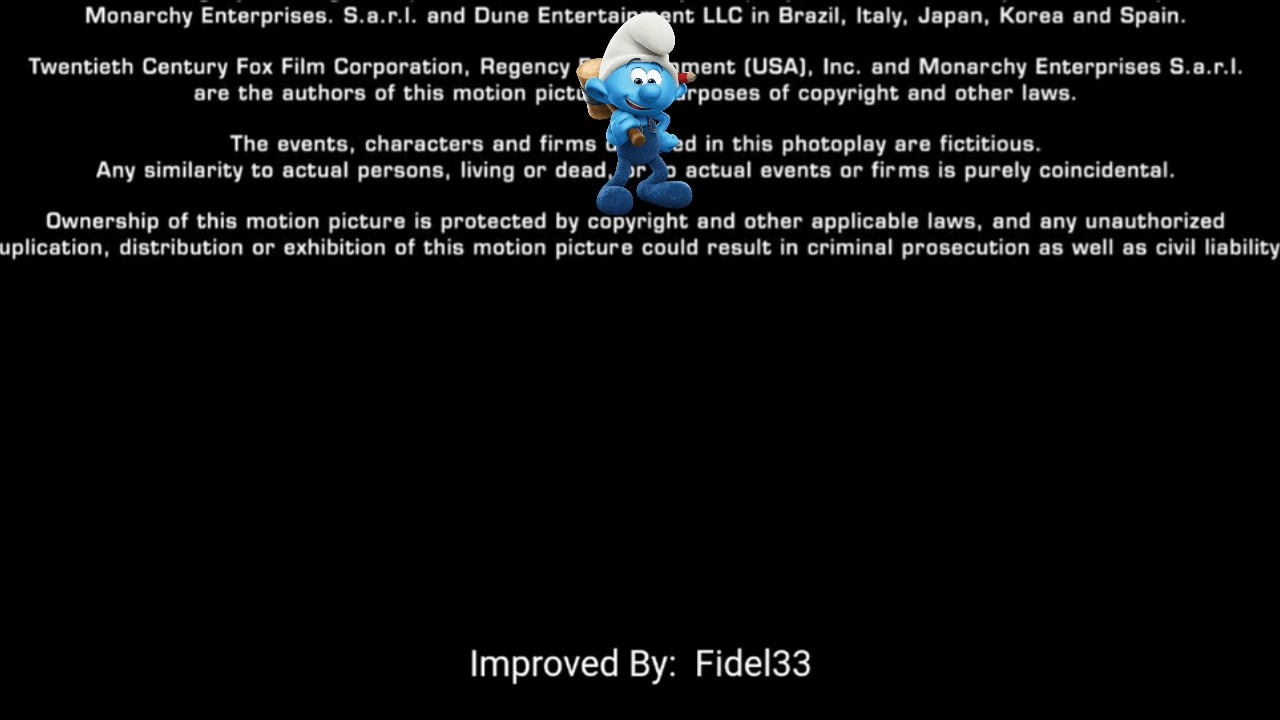 Monarchy Enterprises. S.a.r.l. and Dune Entertainment LLC in Brazil, Italy, Japan, Korea and Spain.
Twentieth Century Fox Film Corporation, Regency ment (USA), Inc. and Monarchy Enterprises S.a.r.l.
are the authors of this motion pictu rposes of copyright and other laws.
The events, characters and firms d ed in this photoplay are fictitious.
Any similarity to actual persons, living or dead, or to actual events or firms is purely coincidental.
Ownership of this motion picture is protected by copyright and other applicable laws, and any unauthorized
uplication, distribution or exhibition of this motion picture could result in criminal prosecution as well as civil liability
Improved By: Fidel33